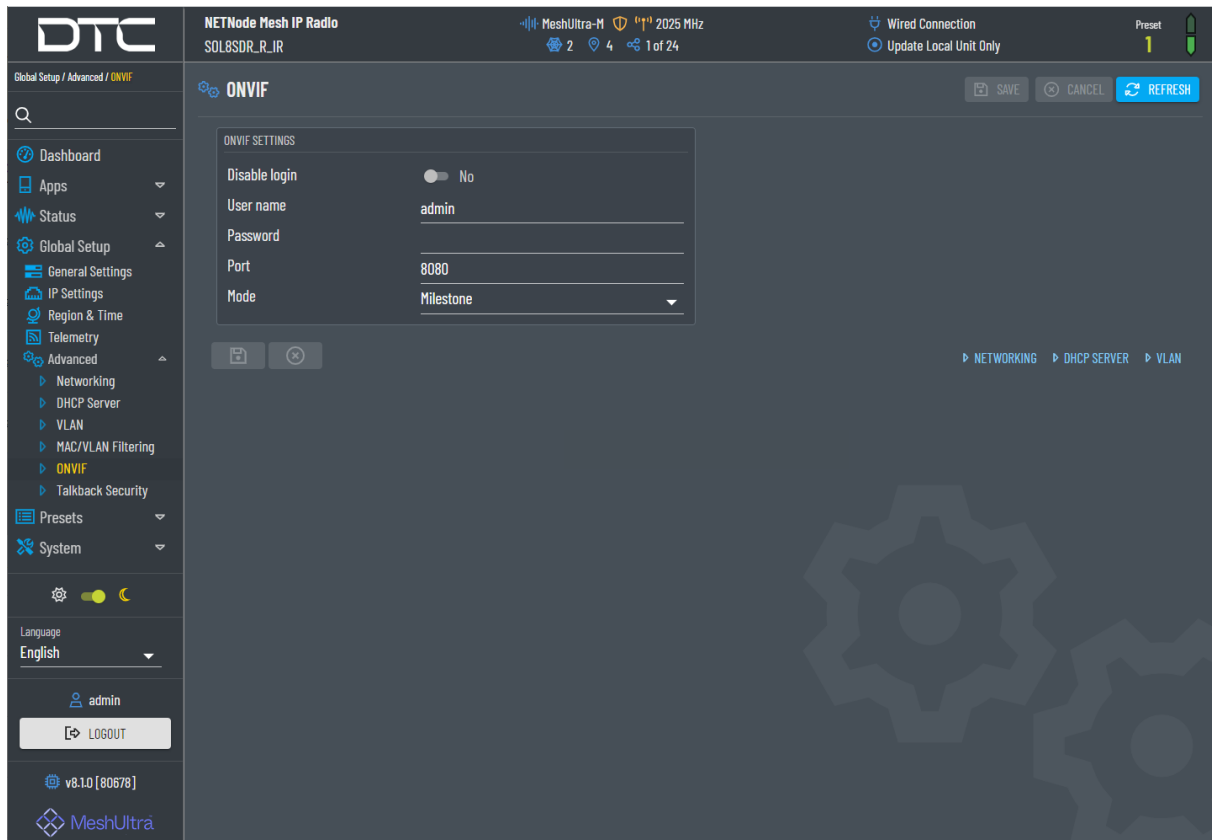 DTC
NETNode Mesh IP Radio
SOL8SDR_R_IR
MeshUltra-M 2025 MHz
2 4 1 of 24
Wired Connection
Update Local Unit Only
Preset
1
Global Setup / Advanced / ONVIF
Dashboard
Apps
Status
Global Setup
General Settings
IP Settings
Region & Time
Telemetry
Advanced
Networking
DHCP Server
VLAN
MAC/VLAN Filtering
ONVIF
Talkback Security
Presets
System
Language
English
admin
LOGOUT
v8.1.0 [80678]
MeshUltra
ONVIF
SAVE CANCEL REFRESH
ONVIF SETTINGS
Disable login No
User name admin
Password
Port 8080
Mode Milestone
NETWORKING DHCP SERVER VLAN